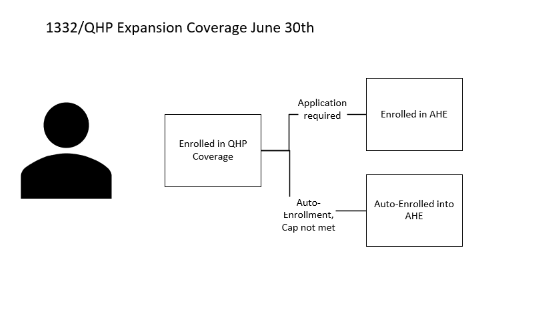 1332/QHP Expansion Coverage June 30th
Application
required
Enrolled in AHE
Enrolled in QHP
Coverage
Auto-
Enrollment,
Cap not met
Auto-Enrolled into
AHE